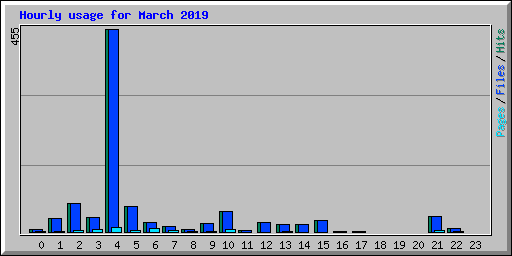 Hourly usage for March 2019
455
Pages/Files/Hits
0 1 2 3 4 5 6 7 8 9 10 11 12 13 14 15 16 17 18 19 20 21 22 23